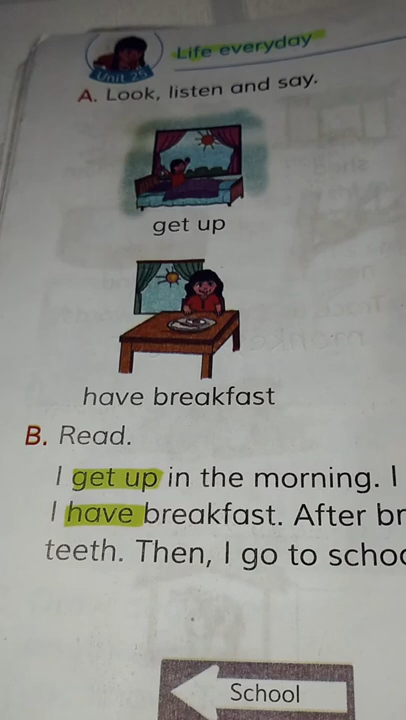 Unit 25
Life everyday
A. Look, listen and say.
get up
have breakfast
B. Read.
I get up in the morning. I
I have breakfast. After br
teeth. Then, I go to schoo
School